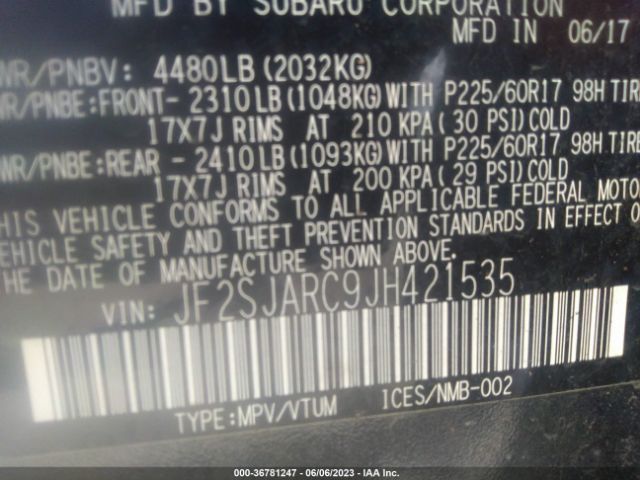 MFD BY SUBARU CORPORATION
MFD IN 06/17
WR/PNBV: 4480LB (2032KG)
WR/PNBE:FRONT- 2310LB (1048KG) WITH P225/60R17 98H TIRE
17X7J RIMS AT 210 KPA ( 30 PSI) COLD
WR/PNBE:REAR - 2410LB (1093KG) WITH P225/60R17 98H TIRE
17X7J RIMS AT 200 KPA ( 29 PSI) COLD
HIS VEHICLE CONFORMS TO ALL APPLICABLE FEDERAL MOTO
EHICLE SAFETY AND THEFT PREVENTION STANDARDS IN EFFECT O
HE DATE OF MANUFACTURE SHOWN ABOVE.
VIN: JF2SJARC9JH421535
TYPE:MPV/VTUM ICES/NMB-002
000-36781247 - 06/06/2023 - IAA Inc.